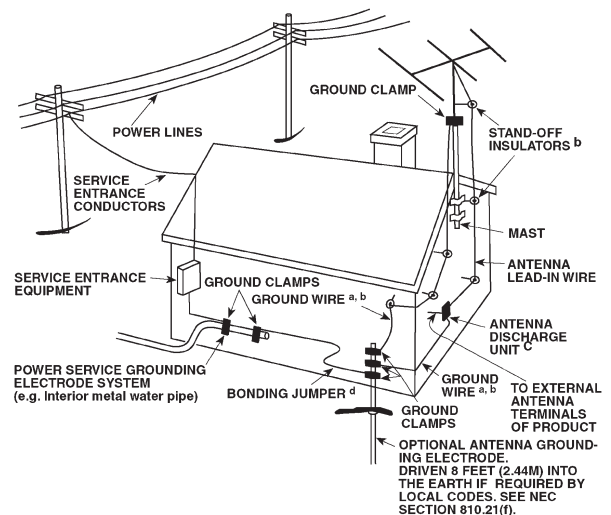 GROUND CLAMP
POWER LINES
STAND-OFF
INSULATORS b
SERVICE
ENTRANCE
CONDUCTORS
MAST
ANTENNA
LEAD-IN WIRE
SERVICE ENTRANCE
EQUIPMENT
GROUND CLAMPS
GROUND WIRE a, b
ANTENNA
DISCHARGE
UNIT C
POWER SERVICE GROUNDING
ELECTRODE SYSTEM
(e.g. Interior metal water pipe)
BONDING JUMPER d
GROUND
WIRE a, b
TO EXTERNAL
ANTENNA
TERMINALS
OF PRODUCT
GROUND
CLAMPS
OPTIONAL ANTENNA GROUND-
ING ELECTRODE.
DRIVEN 8 FEET (2.44M) INTO
THE EARTH IF REQUIRED BY
LOCAL CODES. SEE NEC
SECTION 810.21(f).